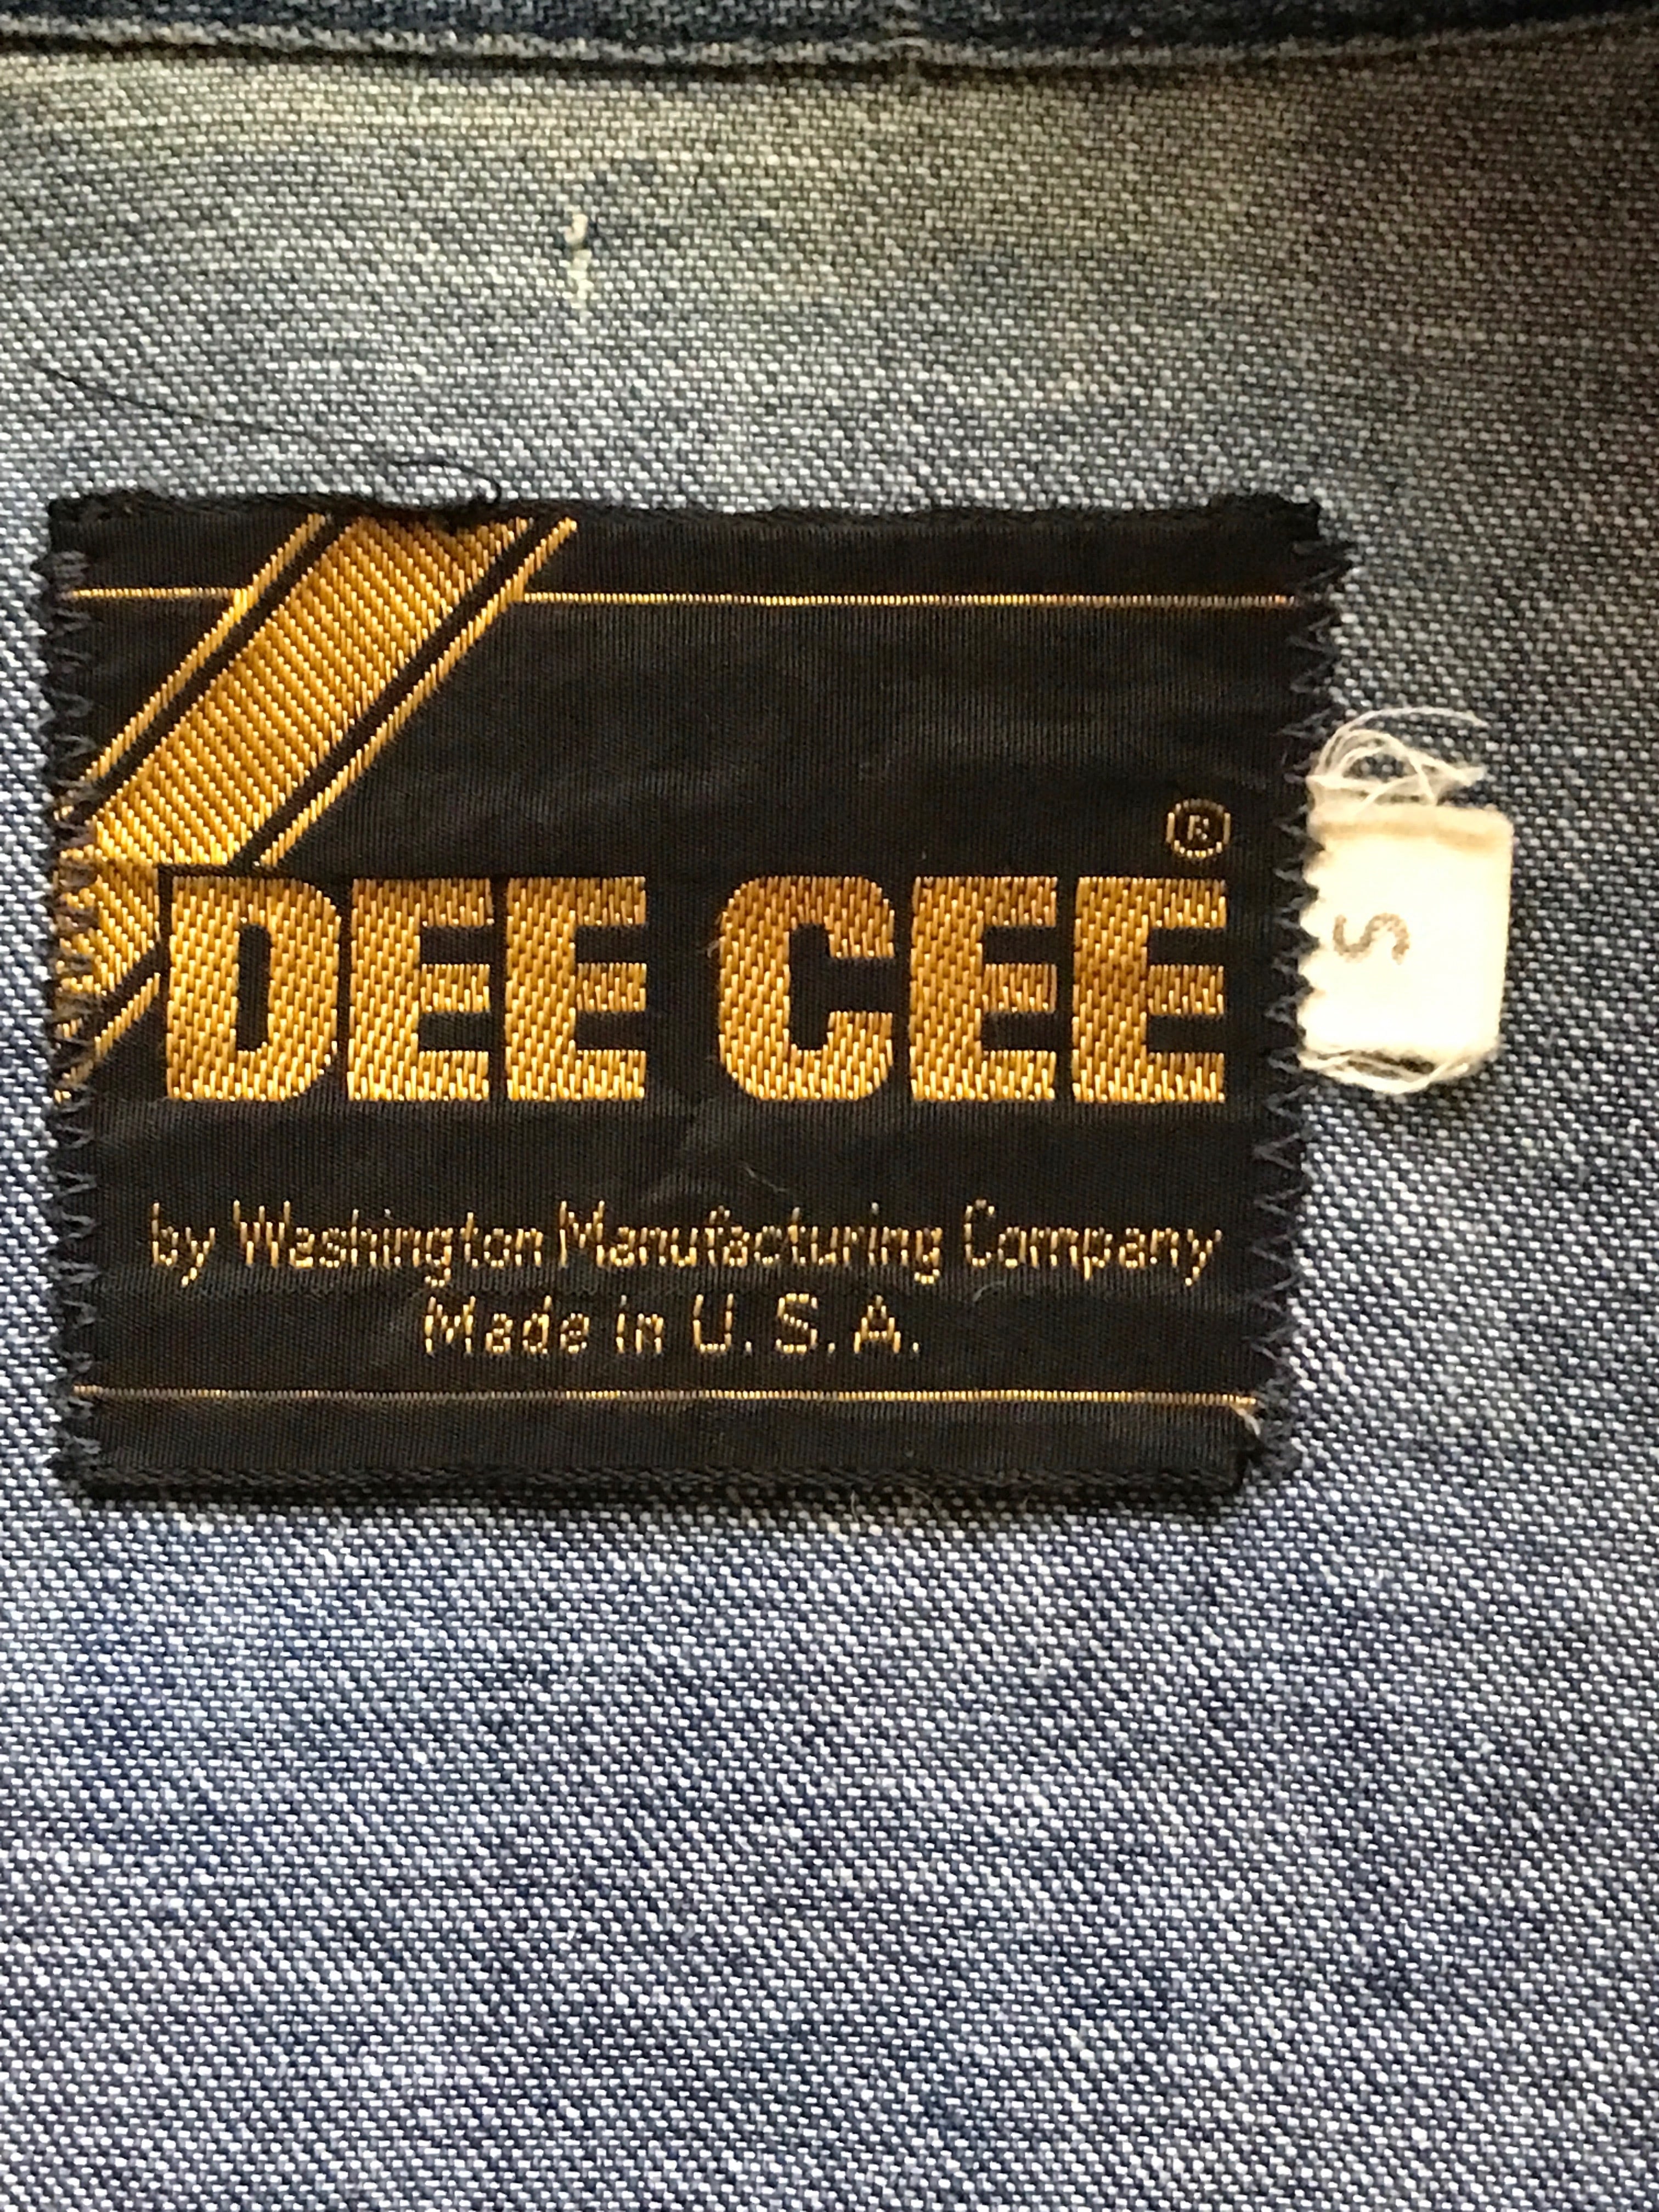 ®
DEE CEE
by Washington Manufacturing Company
Made in U.S.A.
S